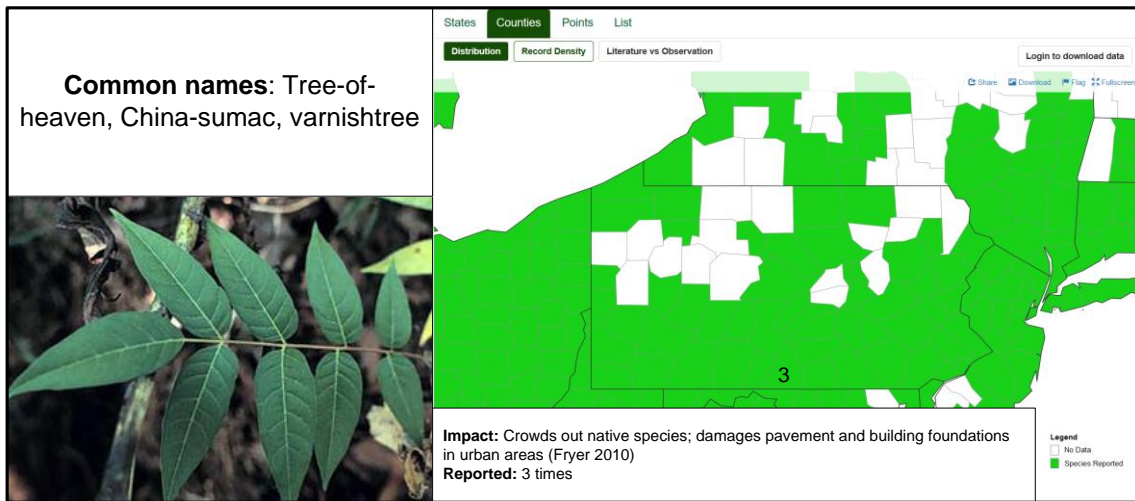 Common names: Tree-of-
heaven, China-sumac, varnishtree
States Counties Points List
Distribution Record Density Literature vs Observation
Login to download data
Share Download Flag Fullscreen
3
Impact: Crowds out native species; damages pavement and building foundations
in urban areas (Fryer 2010)
Reported: 3 times
Legend
No Data
Species Reported